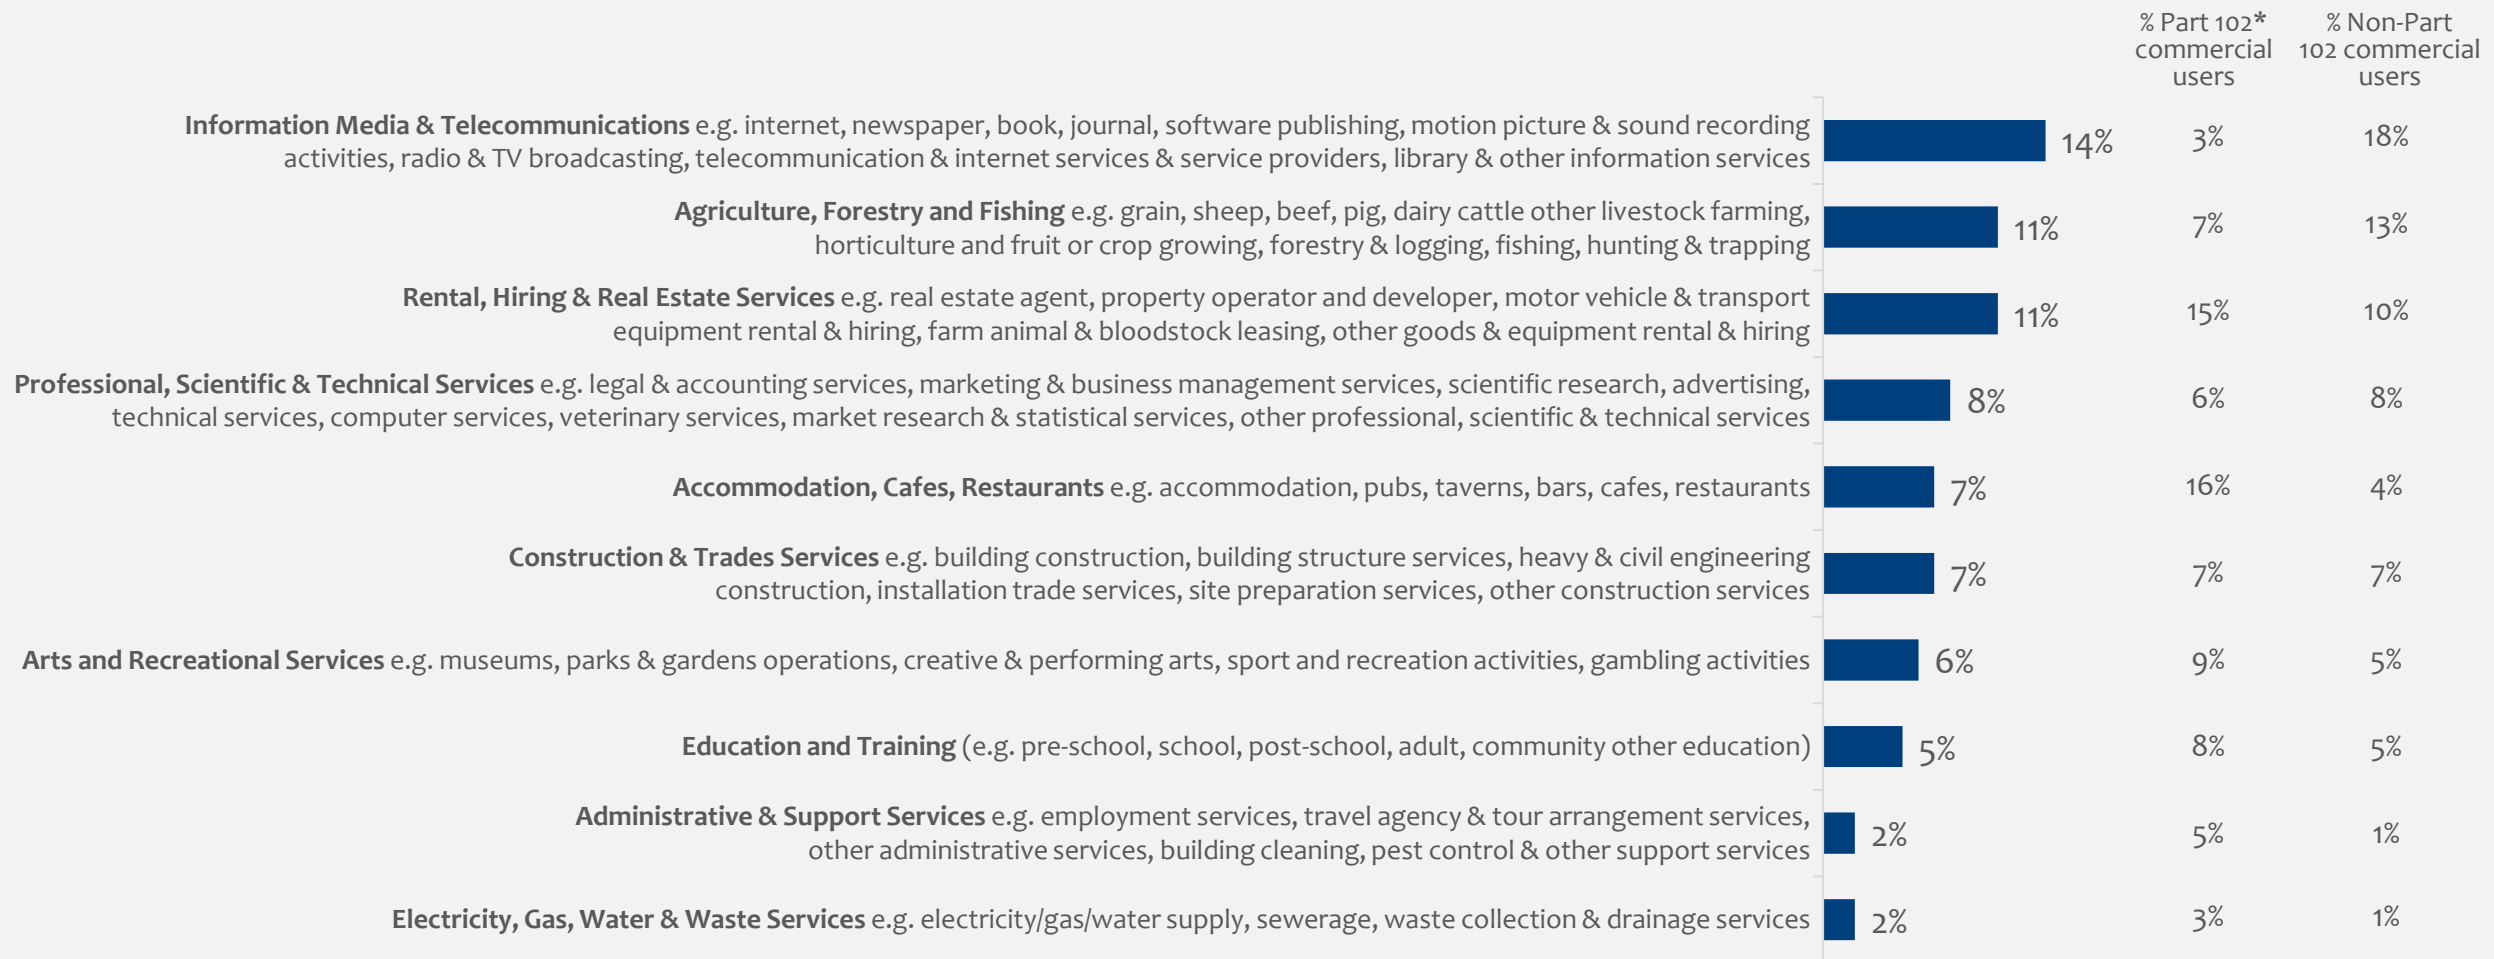 % Part 102*
commercial
users
% Non-Part
102 commercial
users
Information Media & Telecommunications e.g. internet, newspaper, book, journal, software publishing, motion picture & sound recording
activities, radio & TV broadcasting, telecommunication & internet services & service providers, library & other information services
14%
3%
18%
Agriculture, Forestry and Fishing e.g. grain, sheep, beef, pig, dairy cattle other livestock farming,
horticulture and fruit or crop growing, forestry & logging, fishing, hunting & trapping
11%
7%
13%
Rental, Hiring & Real Estate Services e.g. real estate agent, property operator and developer, motor vehicle & transport
equipment rental & hiring, farm animal & bloodstock leasing, other goods & equipment rental & hiring
11%
15%
10%
Professional, Scientific & Technical Services e.g. legal & accounting services, marketing & business management services, scientific research, advertising,
technical services, computer services, veterinary services, market research & statistical services, other professional, scientific & technical services
8%
6%
8%
Accommodation, Cafes, Restaurants e.g. accommodation, pubs, taverns, bars, cafes, restaurants
7%
16%
4%
Construction & Trades Services e.g. building construction, building structure services, heavy & civil engineering
construction, installation trade services, site preparation services, other construction services
7%
7%
7%
Arts and Recreational Services e.g. museums, parks & gardens operations, creative & performing arts, sport and recreation activities, gambling activities
6%
9%
5%
Education and Training (e.g. pre-school, school, post-school, adult, community other education)
5%
8%
5%
Administrative & Support Services e.g. employment services, travel agency & tour arrangement services,
other administrative services, building cleaning, pest control & other support services
2%
5%
1%
Electricity, Gas, Water & Waste Services e.g. electricity/gas/water supply, sewerage, waste collection & drainage services
2%
3%
1%